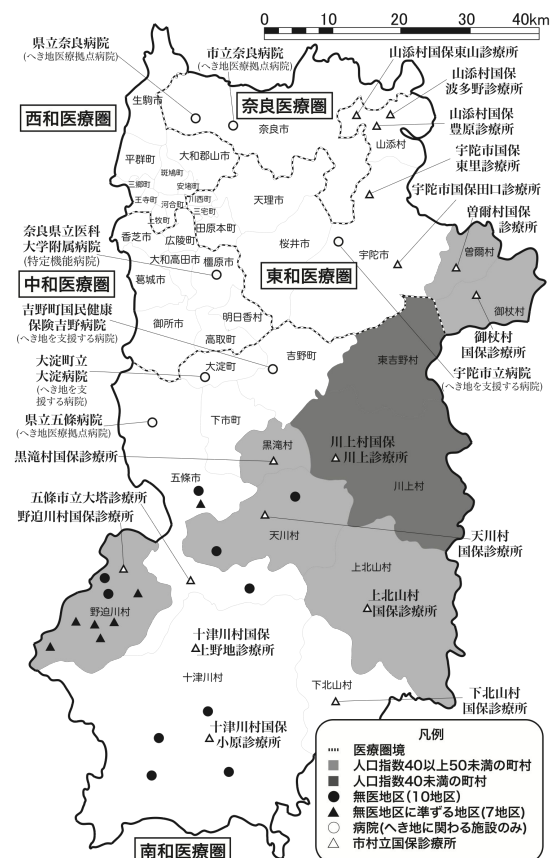 0 10 20 30 40km
県立奈良病院
(へき地医療拠点病院)
市立奈良病院
(へき地医療拠点病院)
山添村国保東山診療所
山添村国保
波多野診療所
山添村国保
豊原診療所
宇陀市国保
東里診療所
宇陀市国保田口診療所
曽爾村国保
診療所
西和医療圏
奈良医療圏
生駒市
奈良市
山添村
平群町
大和郡山市
斑鳩町
三郷町
安堵町
王寺町
河合町
川西町
三宅町
上牧町
天理市
田原本町
香芝市
広陵町
奈良県立医科
大学附属病院
(特定機能病院)
大和高田市
橿原市
桜井市
宇陀市
曽爾村
御杖村
中和医療圏
東和医療圏
葛城市
吉野町国民健康
保険吉野病院
(へき地を支援する病院)
御所市
明日香村
高取町
御杖村
国保診療所
宇陀市立病院
(へき地を支援する病院)
大淀町立
大淀病院
(へき地を支
援する病院)
大淀町
吉野町
東吉野村
県立五條病院
(へき地医療拠点病院)
下市町
黒滝村
黒滝村国保診療所
川上村国保
川上診療所
川上村
五條市
五條市立大塔診療所
野迫川村国保診療所
天川村
天川村
国保診療所
上北山村
上北山村
国保診療所
野迫川村
十津川村国保
上野地診療所
十津川村
下北山村
下北山村
国保診療所
十津川村国保
小原診療所
南和医療圏
凡例
医療圏境
人口指数40以上50未満の町村
人口指数40未満の町村
無医地区(10地区)
無医地区に準ずる地区(7地区)
病院(へき地に関わる施設のみ)
市村立国保診療所